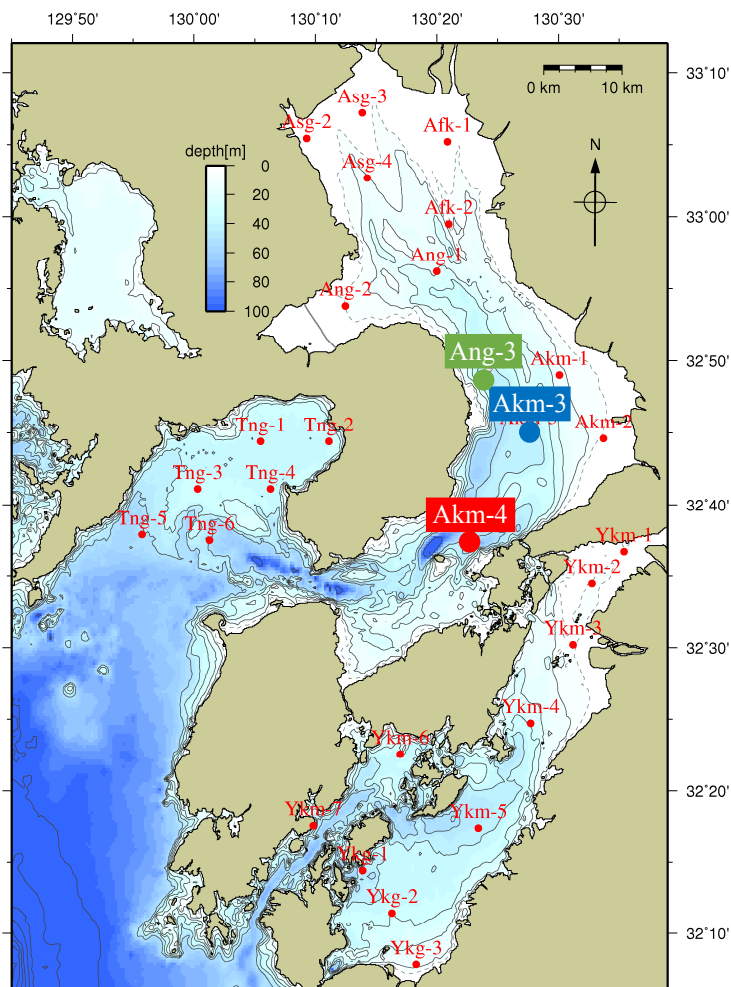 129˚50' 130˚00' 130˚10' 130˚20' 130˚30'
33˚10'
33˚00'
32˚50'
32˚40'
32˚30'
32˚20'
32˚10'
0 km 10 km
N
depth[m]
0
20
40
60
80
100
Asg-3
Asg-2
Afk-1
Asg-4
Afk-2
Ang-1
Ang-2
Ang-3
Akm-1
Akm-3
Akm-2
Tng-1
Tng-2
Tng-3
Tng-4
Tng-5
Tng-6
Akm-4
Ykm-1
Ykm-2
Ykm-3
Ykm-4
Ykm-6
Ykm-5
Ykm-7
Ykg-1
Ykg-2
Ykg-3